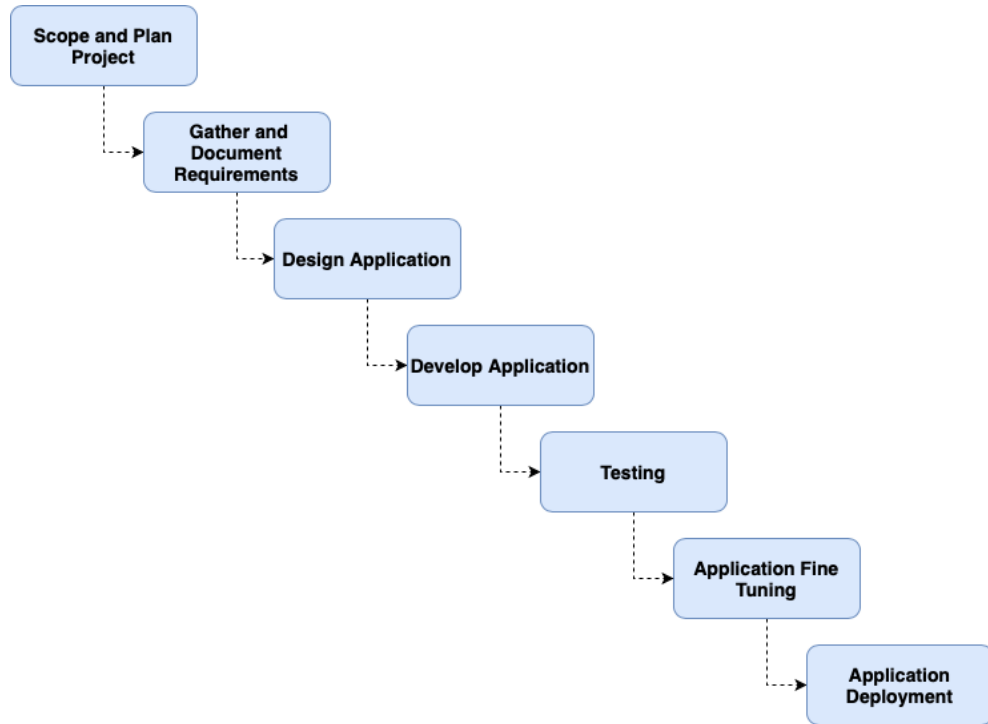 Scope and Plan
Project
Gather and
Document
Requirements
Design Application
Develop Application
Testing
Application Fine
Tuning
Application
Deployment